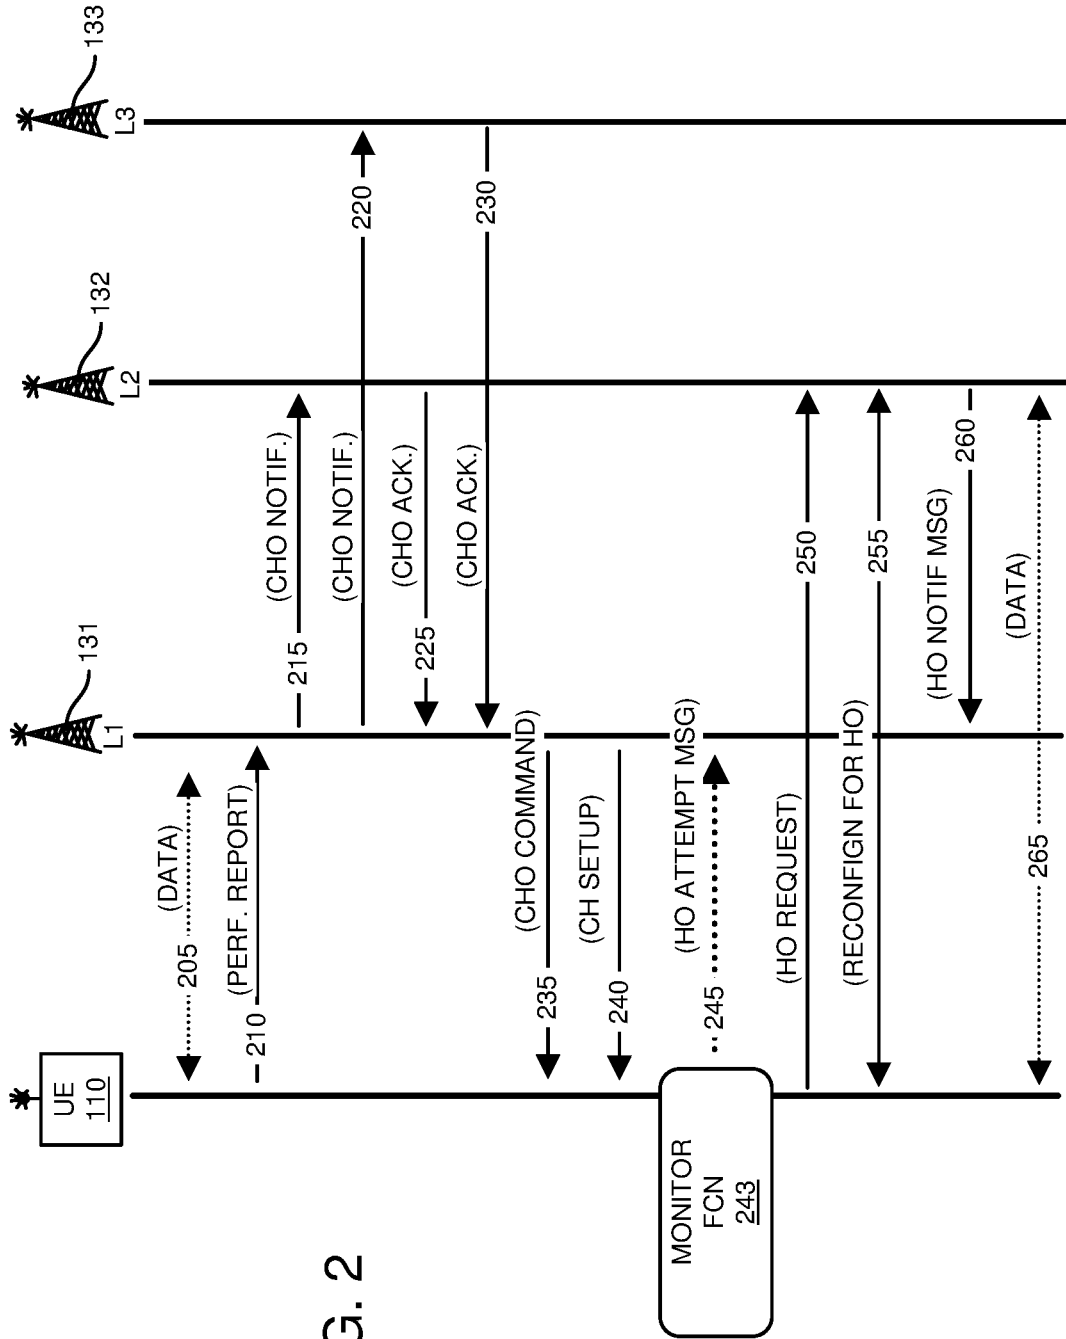 UE
110
L1
131
L2
132
L3
133
(DATA)
205
(PERF. REPORT)
210
(CHO NOTIF.)
215
(CHO NOTIF.)
220
(CHO ACK.)
225
(CHO ACK.)
230
(CHO COMMAND)
235
(CH SETUP)
240
MONITOR
FCN
243
(HO ATTEMPT MSG)
245
(HO REQUEST)
250
(RECONFIGN FOR HO)
255
(HO NOTIF MSG)
260
(DATA)
265
G. 2